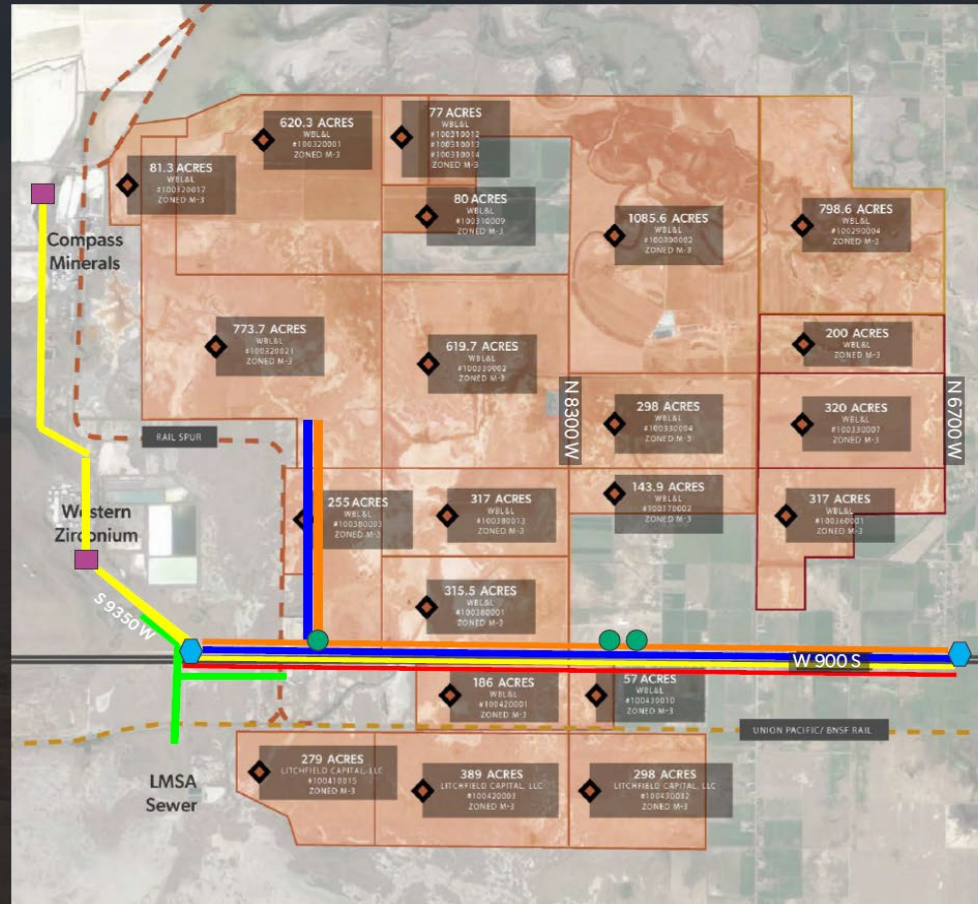 620.3 ACRES
WBL&L
#100320001
ZONED M-3
77 ACRES
WBL&L
#100310012
#100310013
#100310014
ZONED M-3
81.3 ACRES
WBL&L
#100320017
ZONED M-3
80 ACRES
WBL&L
#100310009
ZONED M-3
1085.6 ACRES
WBL&L
#100300002
ZONED M-3
798.6 ACRES
WBL&L
#100290004
ZONED M-3
Compass
Minerals
773.7 ACRES
WBL&L
#100320021
ZONED M-3
619.7 ACRES
WBL&L
#100330002
ZONED M-3
200 ACRES
WBL&L
ZONED M-3
N 8300 W
N 6700 W
298 ACRES
WBL&L
#100330004
ZONED M-3
320 ACRES
WBL&L
#100330007
ZONED M-3
RAIL SPUR
255 ACRES
WBL&L
#100380003
ZONED M-3
317 ACRES
WBL&L
#100380013
ZONED M-3
143.9 ACRES
WBL&L
#100370002
ZONED M-3
317 ACRES
WBL&L
#100360001
ZONED M-3
Western
Zirconium
315.5 ACRES
WBL&L
#100380001
ZONED M-3
S 9350 W
W 900 S
186 ACRES
WBL&L
#100420001
ZONED M-3
57 ACRES
WBL&L
#100430010
ZONED M-3
UNION PACIFIC/ BNSF RAIL
279 ACRES
LITCHFIELD CAPITAL, LLC
#100410015
ZONED M-3
389 ACRES
LITCHFIELD CAPITAL, LLC
#100420003
ZONED M-3
298 ACRES
LITCHFIELD CAPITAL, LLC
#100430012
ZONED M-3
LMSA
Sewer